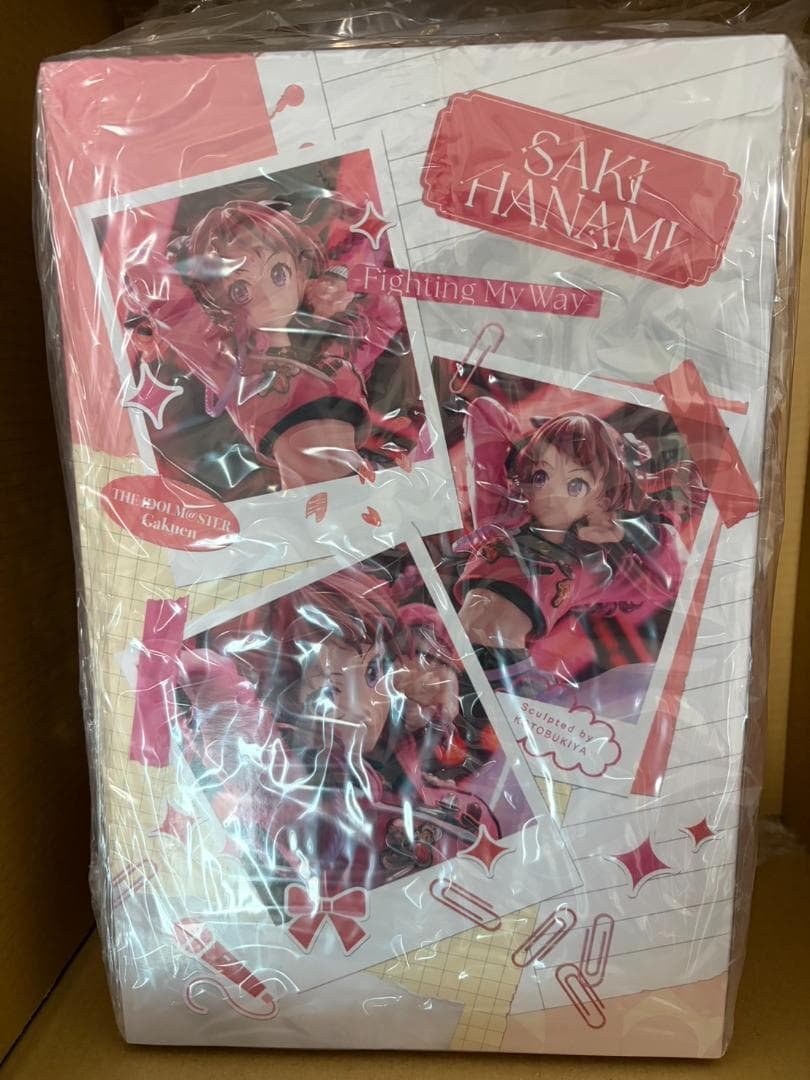 SAKI
HANAMI
-Fighting My Way-
THE IDOLM@STER
Gakuen
Sculpted by
KOTOBUKIYA